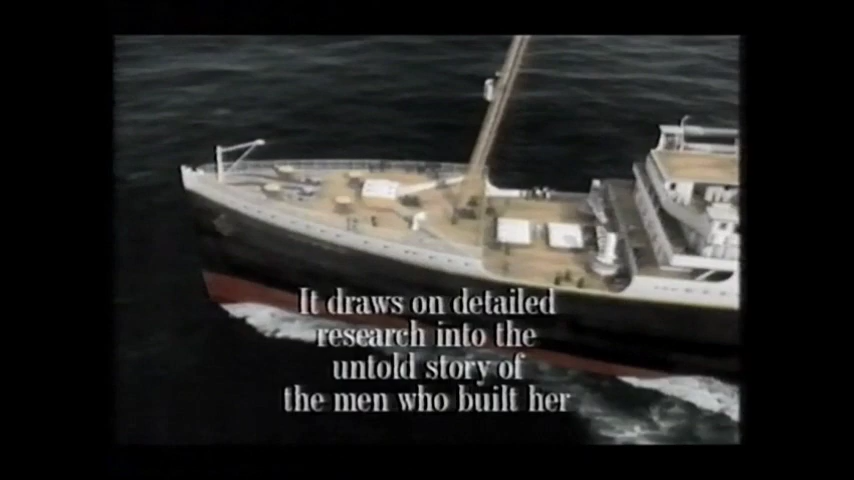 It draws on detailed
research into the
untold story of
the men who built her